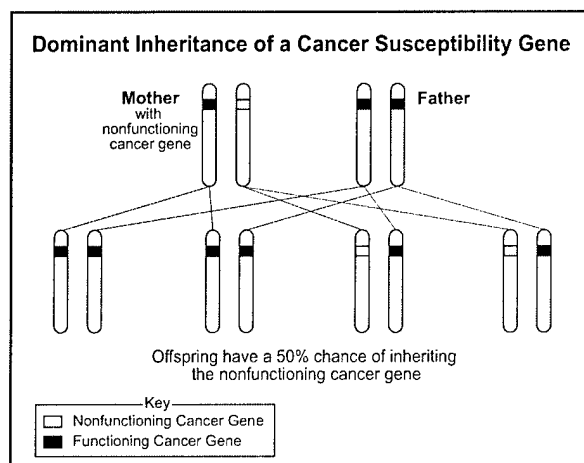 Dominant Inheritance of a Cancer Susceptibility Gene
Mother
with
nonfunctioning
cancer gene
Father
Offspring have a 50% chance of inheriting
the nonfunctioning cancer gene
Key
Nonfunctioning Cancer Gene
Functioning Cancer Gene